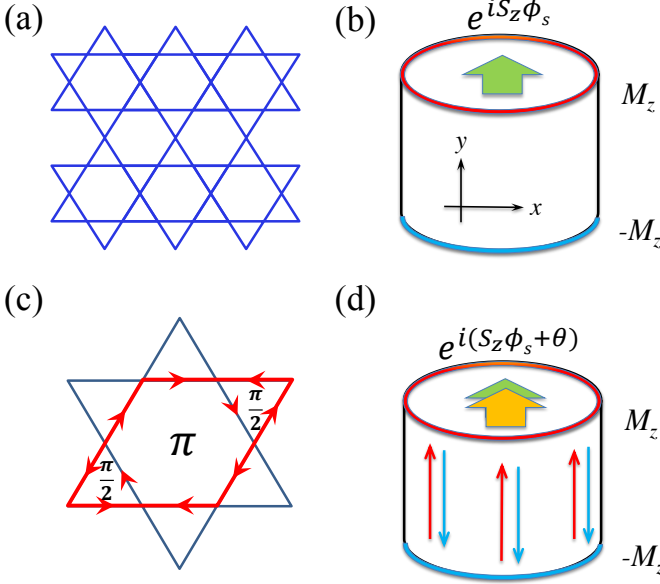 (a)
(b)
e^{iS_zϕ_s}
M_z
y
x
-M_z
(c)
π
π/2
π/2
(d)
e^{i(S_zϕ_s+θ)}
M_z
-M_z